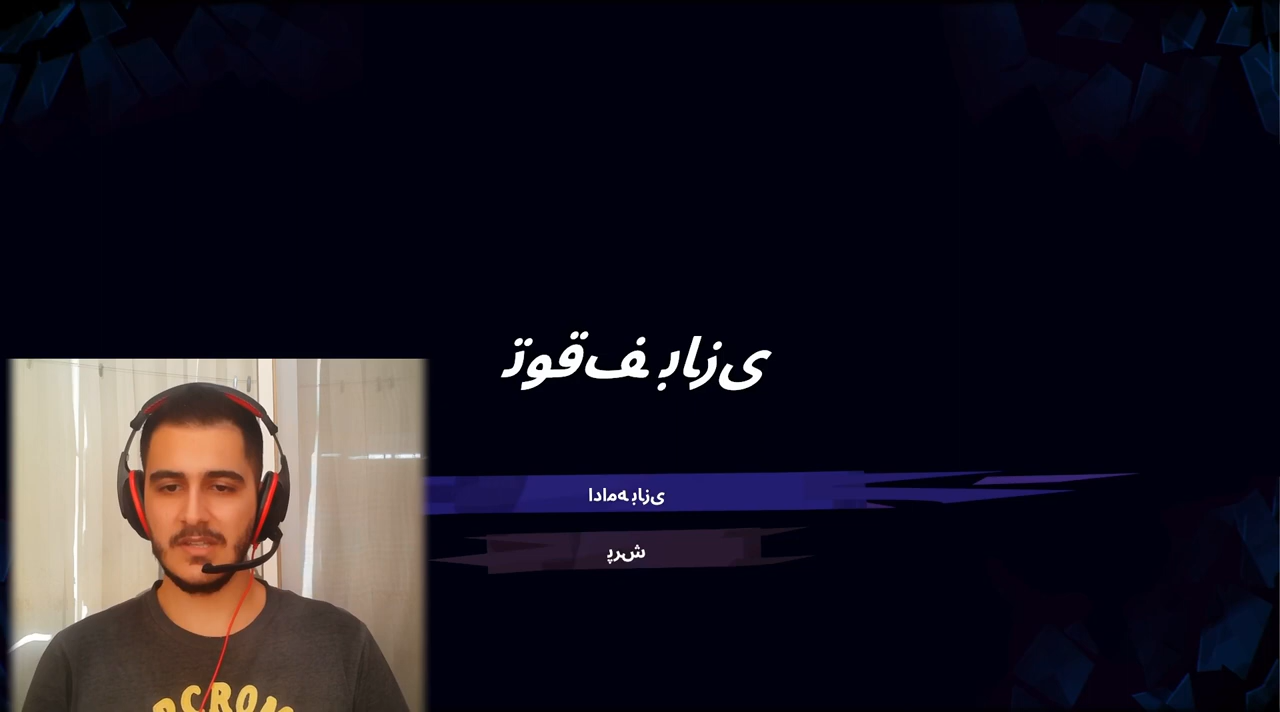 توقف بازی
ادامه بازی
پرش